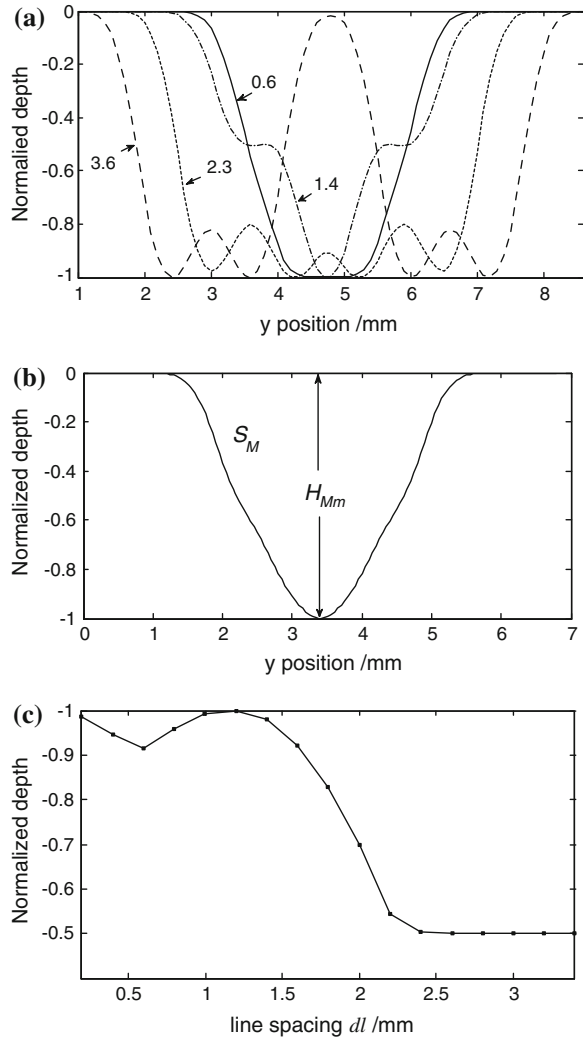 (a)
0
-0.2
-0.4
-0.6
-0.8
-1
Normalied depth
0.6
3.6
2.3
1.4
1 2 3 4 5 6 7 8
y position /mm
(b)
0
-0.2
-0.4
-0.6
-0.8
-1
Normalized depth
S_M
H_Mm
0 1 2 3 4 5 6 7
y position /mm
(c)
-1
-0.9
-0.8
-0.7
-0.6
-0.5
Normalized depth
0.5 1 1.5 2 2.5 3
line spacing dl /mm